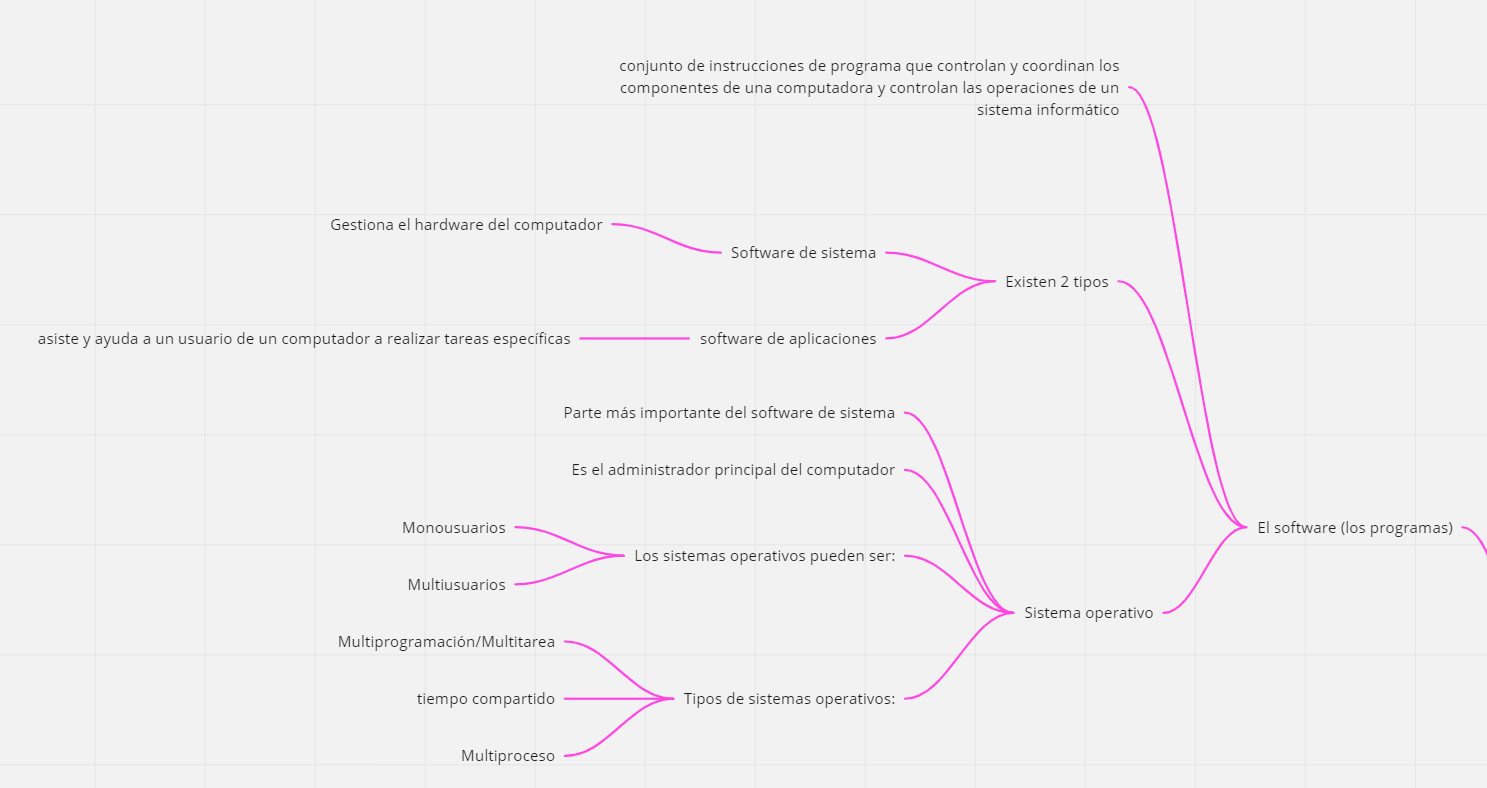 conjunto de instrucciones de programa que controlan y coordinan los
componentes de una computadora y controlan las operaciones de un
sistema informático
Gestiona el hardware del computador
Software de sistema
Existen 2 tipos
asiste y ayuda a un usuario de un computador a realizar tareas específicas
software de aplicaciones
Parte más importante del software de sistema
Es el administrador principal del computador
Monousuarios
Los sistemas operativos pueden ser:
Multiusuarios
El software (los programas)
Sistema operativo
Multiprogramación/Multitarea
tiempo compartido
Tipos de sistemas operativos:
Multiproceso